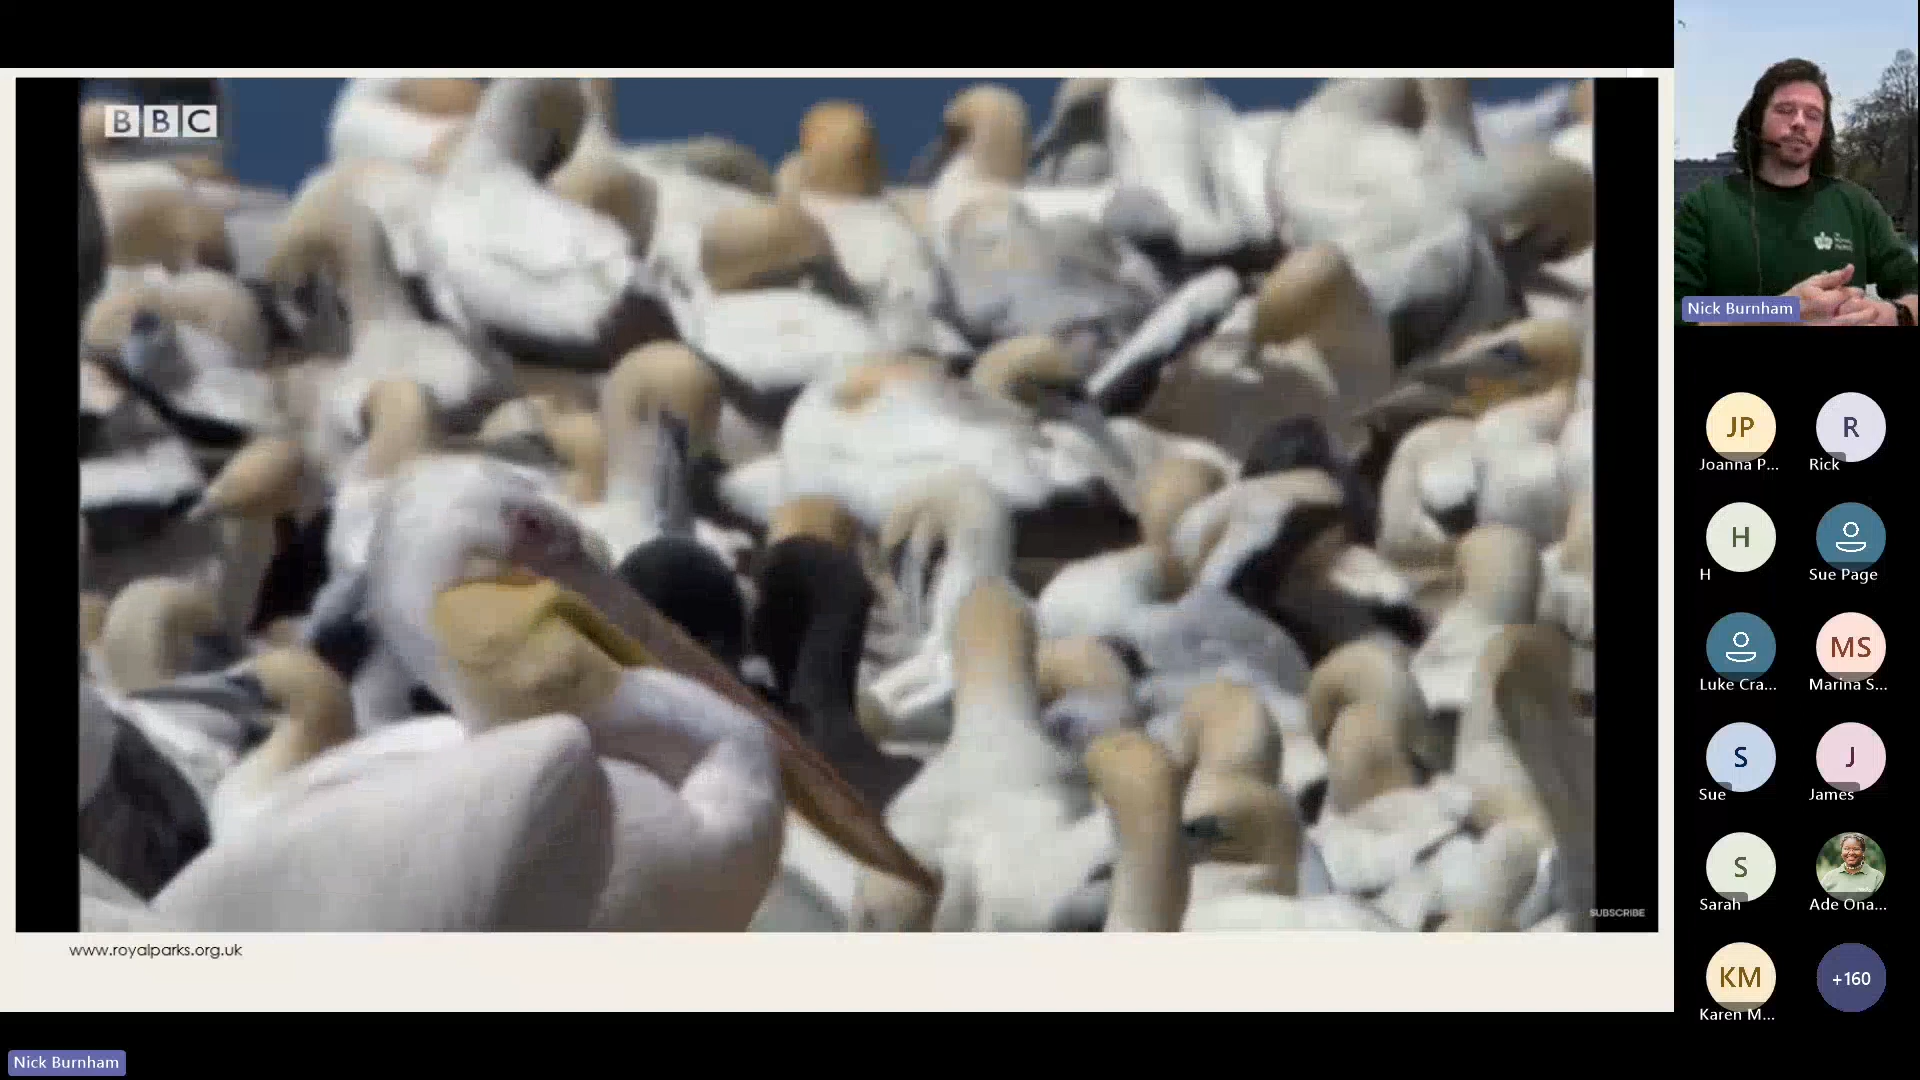 BBC
SUBSCRIBE
www.royalparks.org.uk
Nick Burnham
Nick Burnham
JP
R
Joanna P...
Rick
H
H
Sue Page
MS
Luke Cra...
Marina S...
S
J
Sue
James
S
Sarah
Ade Ona...
KM
+160
Karen M...